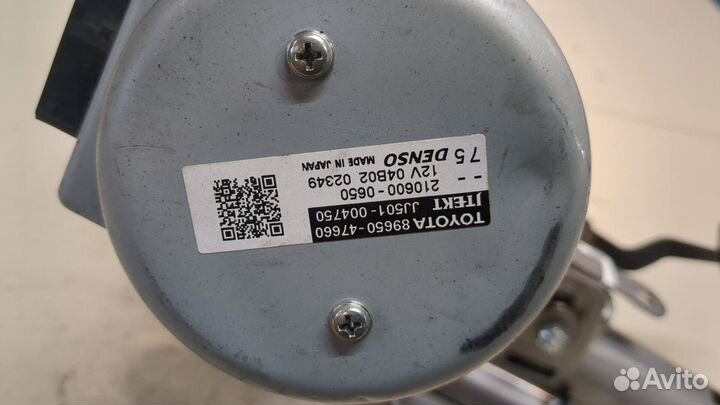 TOYOTA 89650-47660
JTEKT JJ501-004750
210600-0650
-- 12V 04B02 02349
75 DENSO MADE IN JAPAN
Avito